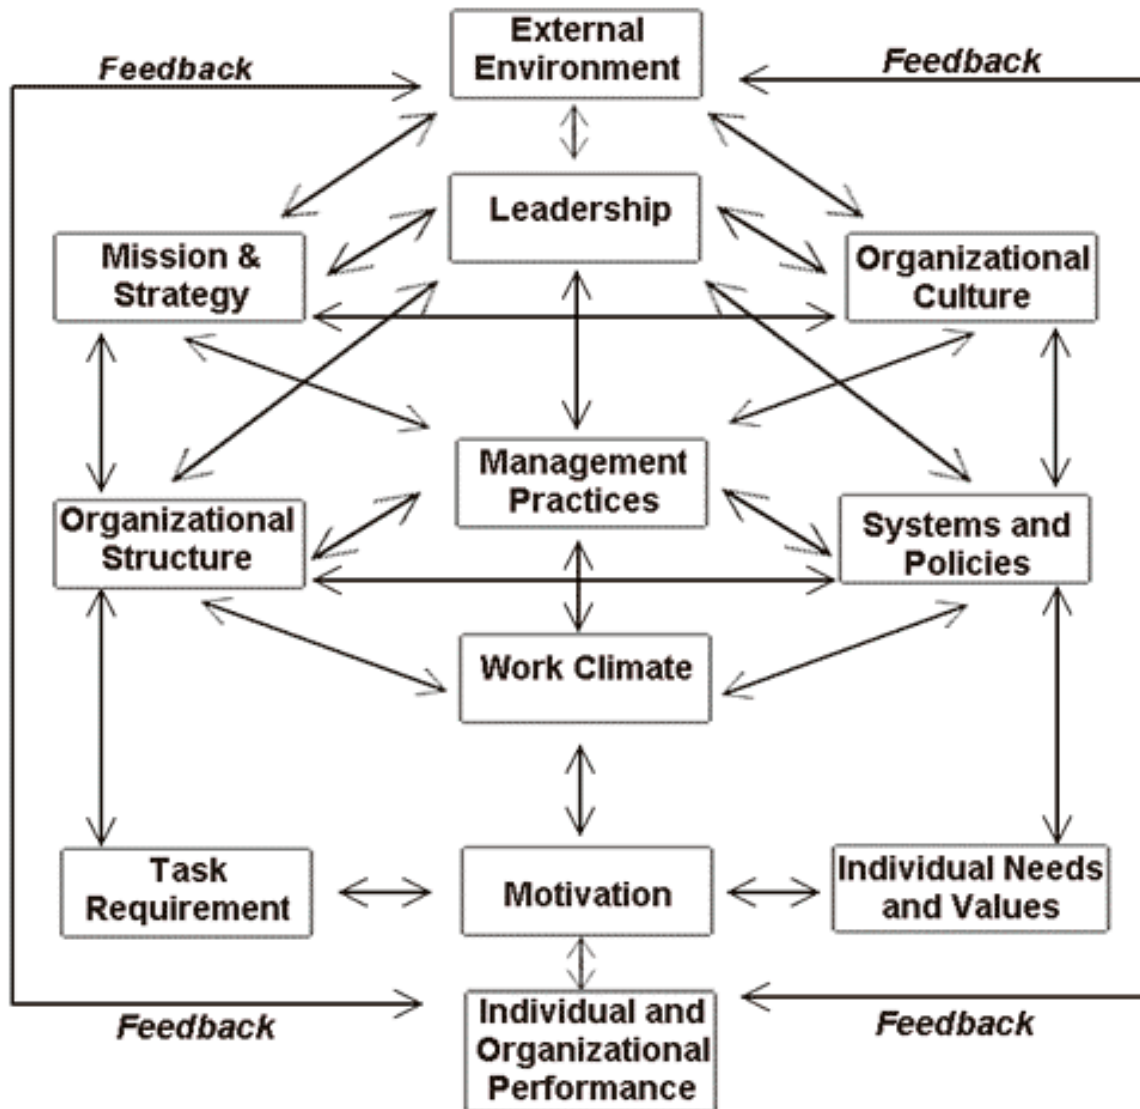 External
Environment
Feedback
Feedback
Leadership
Mission &
Strategy
Organizational
Culture
Management
Practices
Organizational
Structure
Systems and
Policies
Work Climate
Task
Requirement
Motivation
Individual Needs
and Values
Feedback
Individual and
Organizational
Performance
Feedback